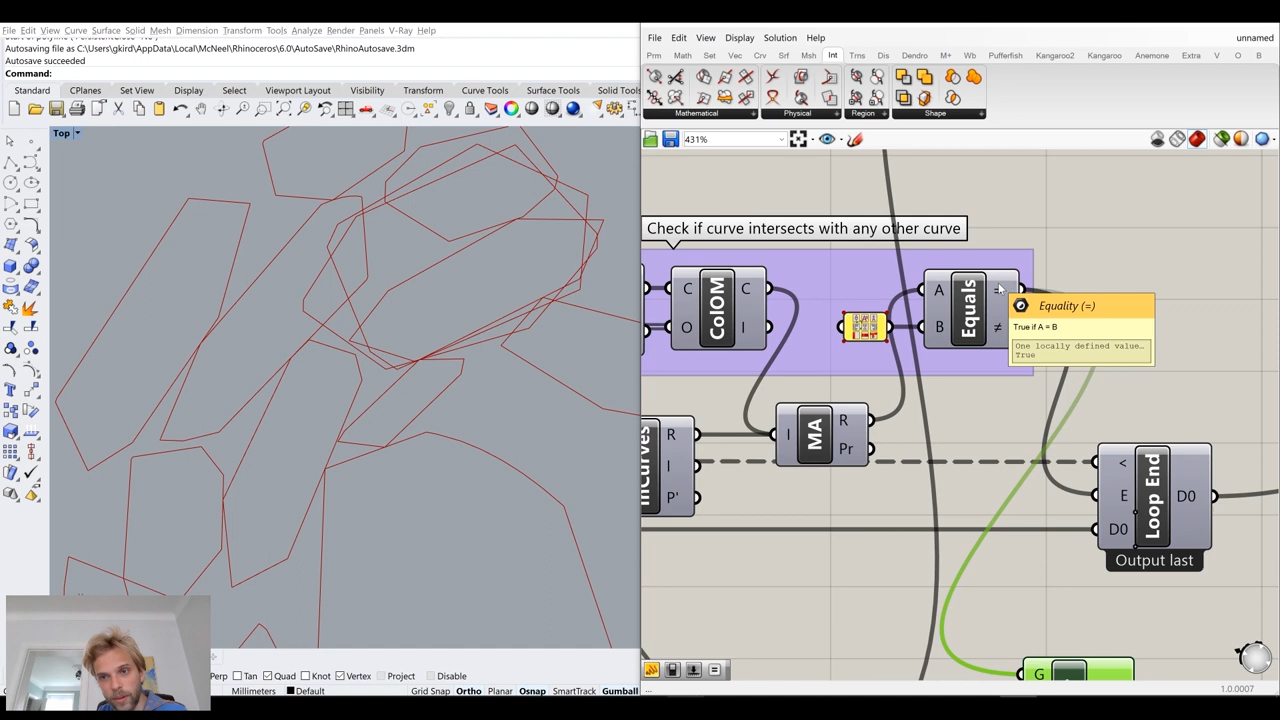 File Edit View Curve Surface Solid Mesh Dimension Transform Tools Analyze Render Panels V-Ray Help
Autosaving file as C:\Users\gkird\AppData\Local\McNeel\Rhinoceros\6.0\AutoSave\RhinoAutosave.3dm
Autosave succeeded
Command:
Standard CPlanes Set View Display Select Viewport Layout Visibility Transform Curve Tools Surface Tools Solid Tools
Top
Perp Tan Quad Knot Vertex Project Disable
Millimeters Default Grid Snap Ortho Planar Osnap SmartTrack Gumball
File Edit View Display Solution Help unnamed
Prm Math Set Vec Crv Srf Msh Int Trns Dis Dendro M+ Wb Pufferfish Kangaroo2 Kangaroo Anemone Extra V O B
Mathematical Physical Region Shape
431%
Check if curve intersects with any other curve
C O ColOM C I
A B Equals = ≠
Equality (=)
True if A = B
One locally defined value…
True
R I P'
I MA R Pr
< E D0 Loop End D0
Output last
G
...
1.0.0007